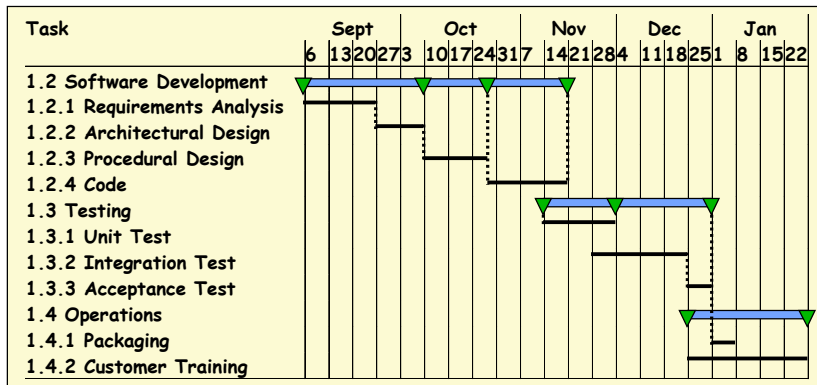 Task Sept Oct Nov Dec Jan
6 13 20 27 3 10 17 24 31 7 14 21 28 4 11 18 25 1 8 15 22
1.2 Software Development
1.2.1 Requirements Analysis
1.2.2 Architectural Design
1.2.3 Procedural Design
1.2.4 Code
1.3 Testing
1.3.1 Unit Test
1.3.2 Integration Test
1.3.3 Acceptance Test
1.4 Operations
1.4.1 Packaging
1.4.2 Customer Training